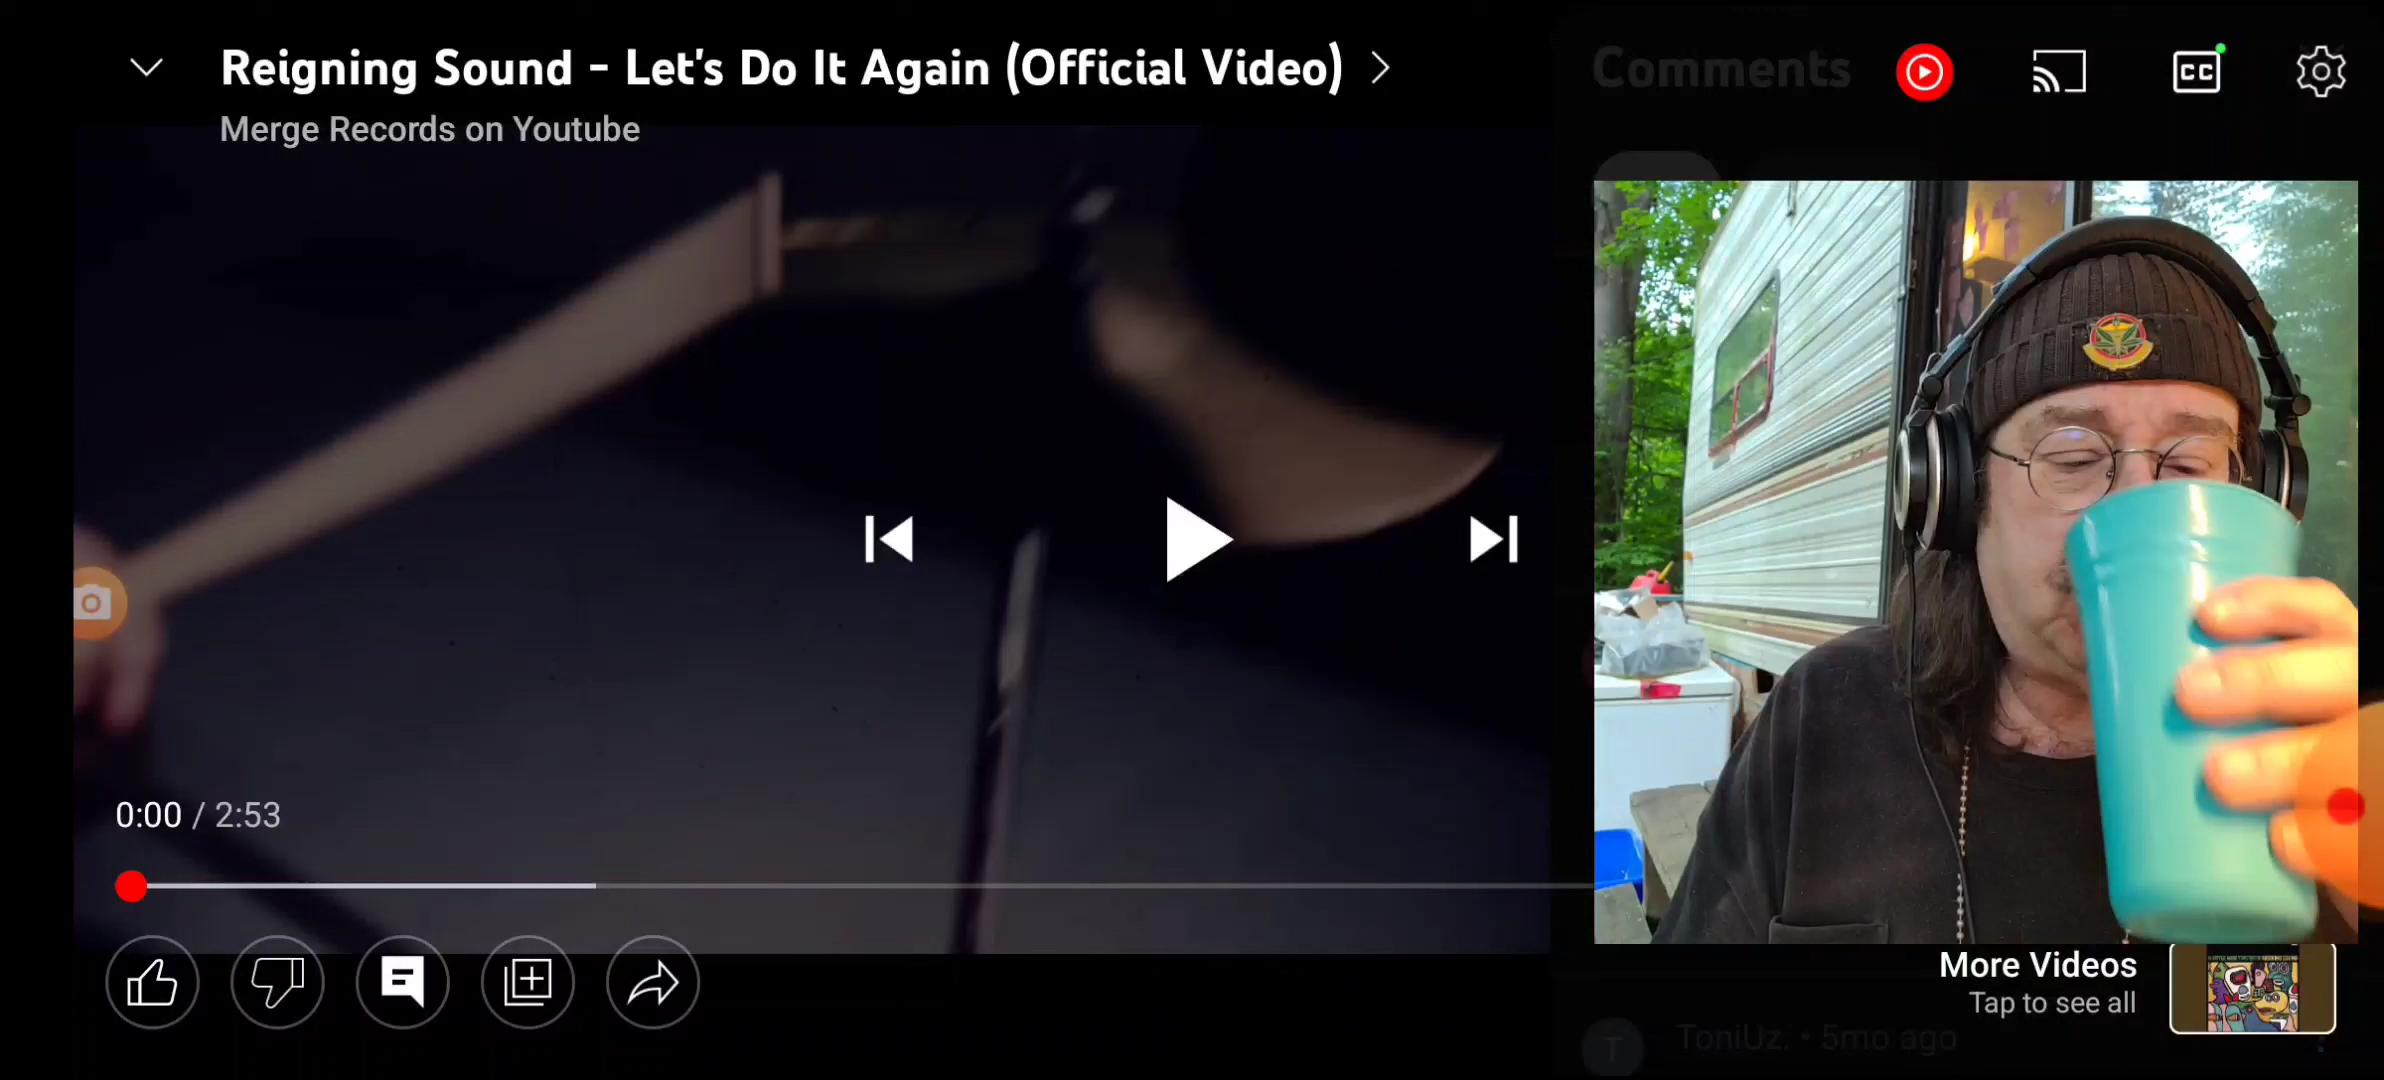 Reigning Sound - Let's Do It Again (Official Video)
Merge Records on Youtube
Comments
CC
0:00 / 2:53
More Videos
Tap to see all
T
ToniUz. • 5mo ago